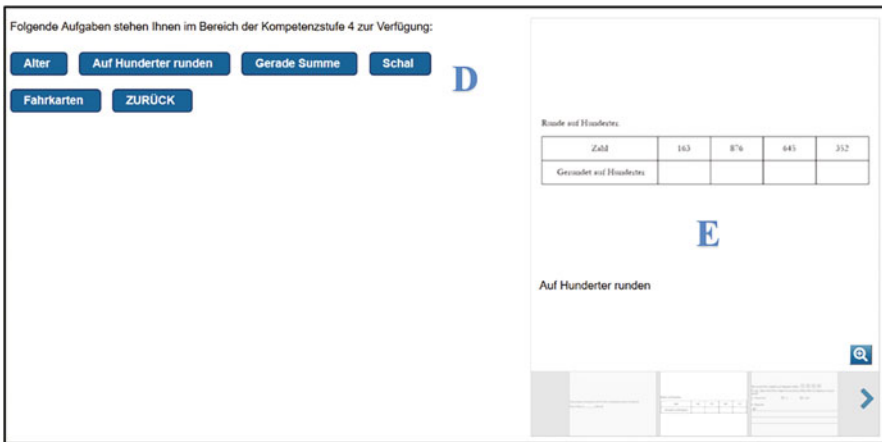 Folgende Aufgaben stehen Ihnen im Bereich der Kompetenzstufe 4 zur Verfügung:
Alter Auf Hunderter runden Gerade Summe Schal
D
Fahrkarten ZURÜCK
Runde auf Hunderter.
Zahl 163 876 645 352
Gerundet auf Hunderter
E
Auf Hunderter runden